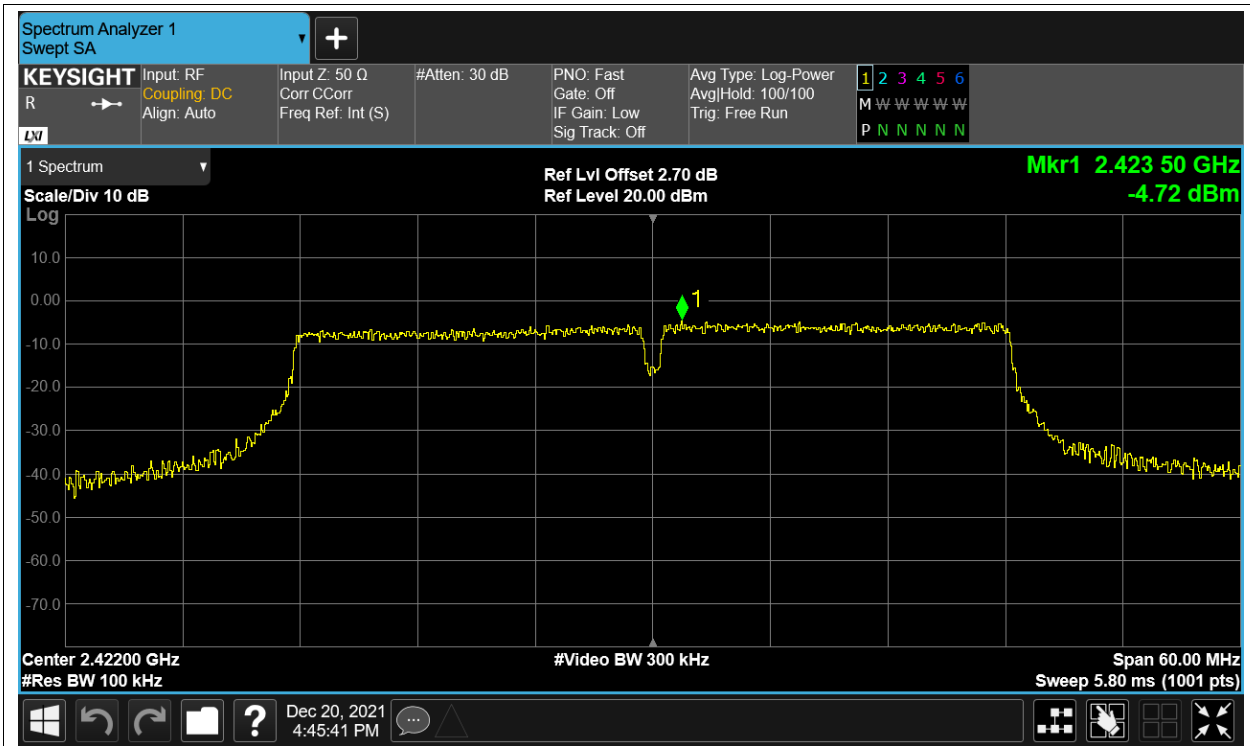 Spectrum Analyzer 1
Swept SA
KEYSIGHT
R
LXI
Input: RF
Coupling: DC
Align: Auto
Input Z: 50 Ω
Corr CCorr
Freq Ref: Int (S)
#Atten: 30 dB
PNO: Fast
Gate: Off
IF Gain: Low
Sig Track: Off
Avg Type: Log-Power
Avg|Hold: 100/100
Trig: Free Run
1 2 3 4 5 6
M W W W W W
P N N N N N
1 Spectrum
Scale/Div 10 dB
Log
Ref Lvl Offset 2.70 dB
Ref Level 20.00 dBm
Mkr1 2.423 50 GHz
-4.72 dBm
10.0
0.00
-10.0
-20.0
-30.0
-40.0
-50.0
-60.0
-70.0
1
Center 2.42200 GHz
#Res BW 100 kHz
#Video BW 300 kHz
Span 60.00 MHz
Sweep 5.80 ms (1001 pts)
?
Dec 20, 2021
4:45:41 PM